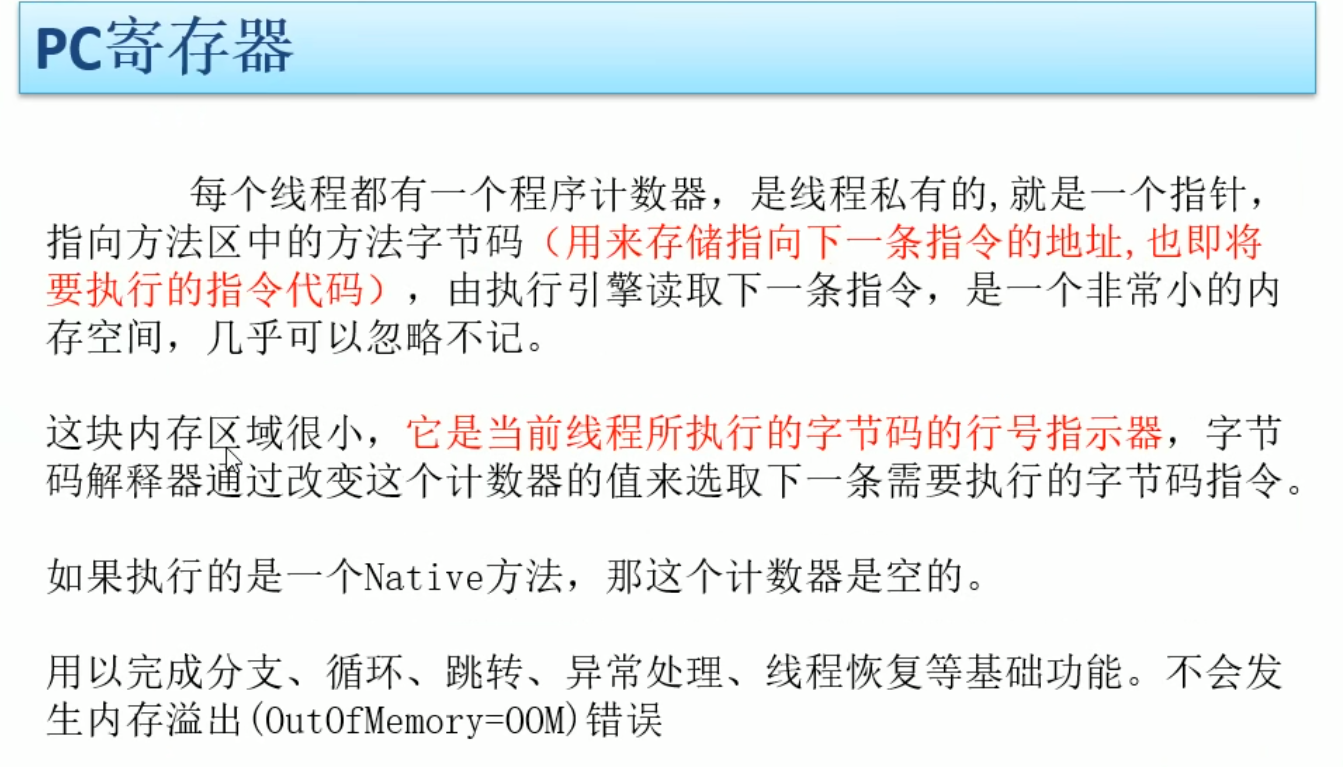 PC寄存器
每个线程都有一个程序计数器，是线程私有的,就是一个指针，
指向方法区中的方法字节码（用来存储指向下一条指令的地址,也即将
要执行的指令代码），由执行引擎读取下一条指令，是一个非常小的内
存空间，几乎可以忽略不记。
这块内存区域很小，它是当前线程所执行的字节码的行号指示器，字节
码解释器通过改变这个计数器的值来选取下一条需要执行的字节码指令。
如果执行的是一个Native方法，那这个计数器是空的。
用以完成分支、循环、跳转、异常处理、线程恢复等基础功能。不会发
生内存溢出(OutOfMemory=OOM)错误